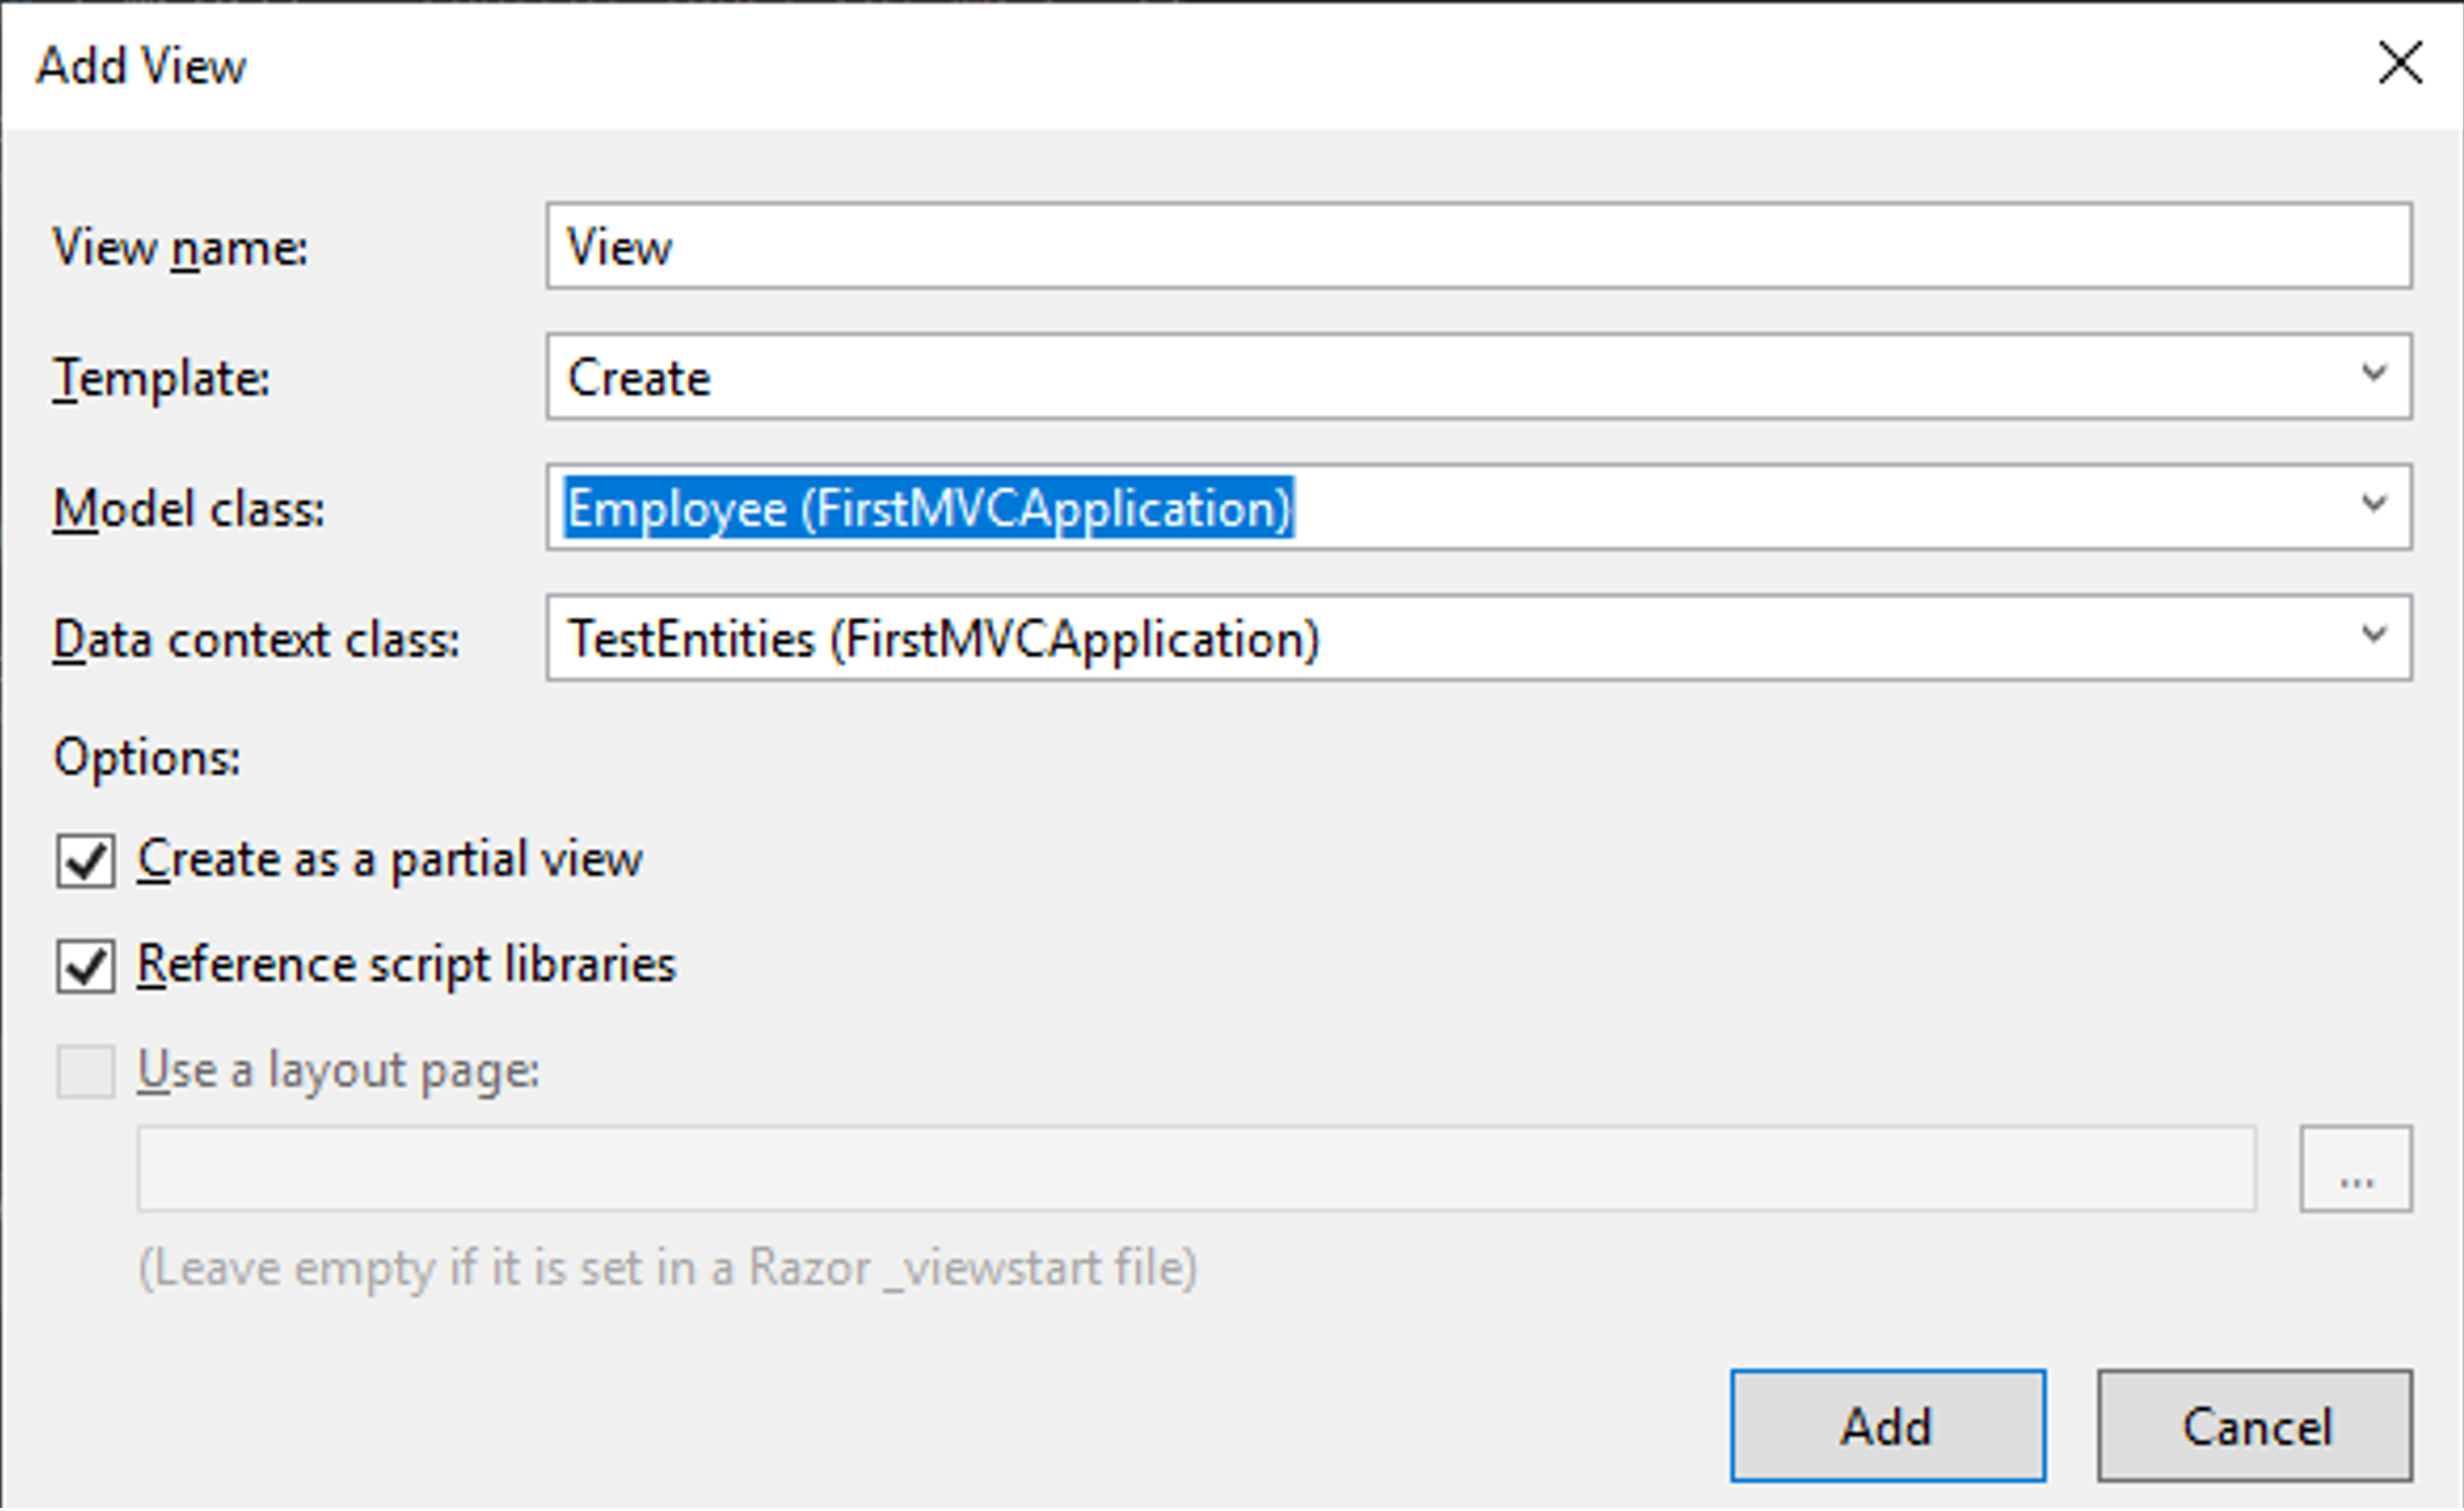 Add View
View name: View
Template: Create
Model class: Employee (FirstMVCApplication)
Data context class: TestEntities (FirstMVCApplication)
Options:
Create as a partial view
Reference script libraries
Use a layout page:
...
(Leave empty if it is set in a Razor _viewstart file)
Add Cancel